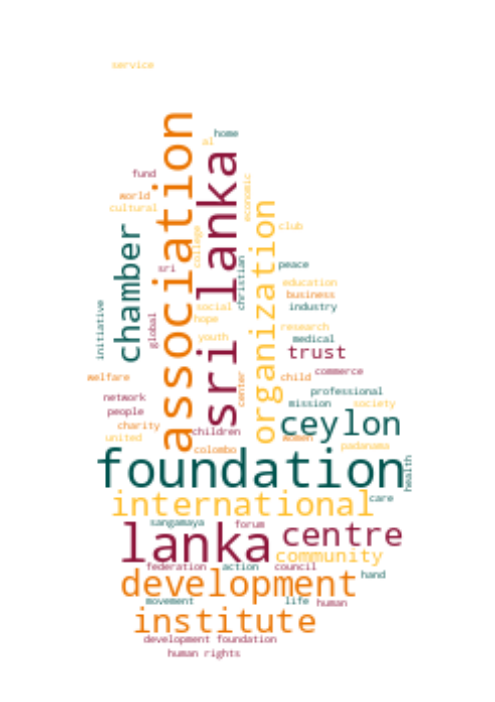 service
association
home
al
sri lanka
fund
economic
world
cultural
organization
chamber
college
club
sri
christian
peace
education
business
initiative
global
social
industry
hope
research
youth
medical
trust
welfare
center
child
commerce
network
professional
people
mission
society
charity
ceylon
united
children
women
colombo
padanama
foundation
health
international
care
sangamaya
forum
lanka
centre
community
federation
action
council
development
hand
movement
life
human
institute
development foundation
human rights